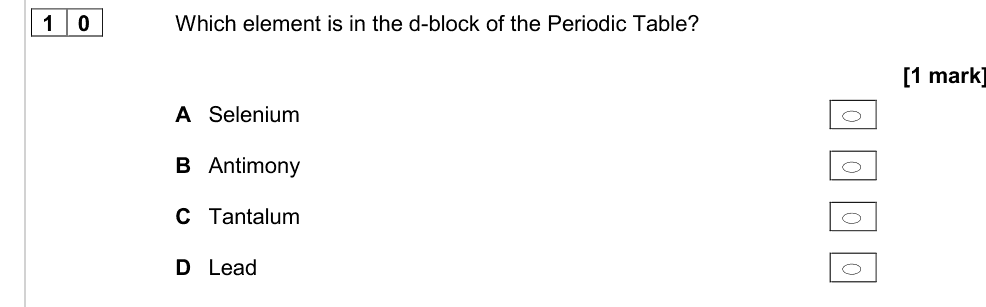 1 0 Which element is in the d-block of the Periodic Table?
[1 mark]
A Selenium
B Antimony
C Tantalum
D Lead